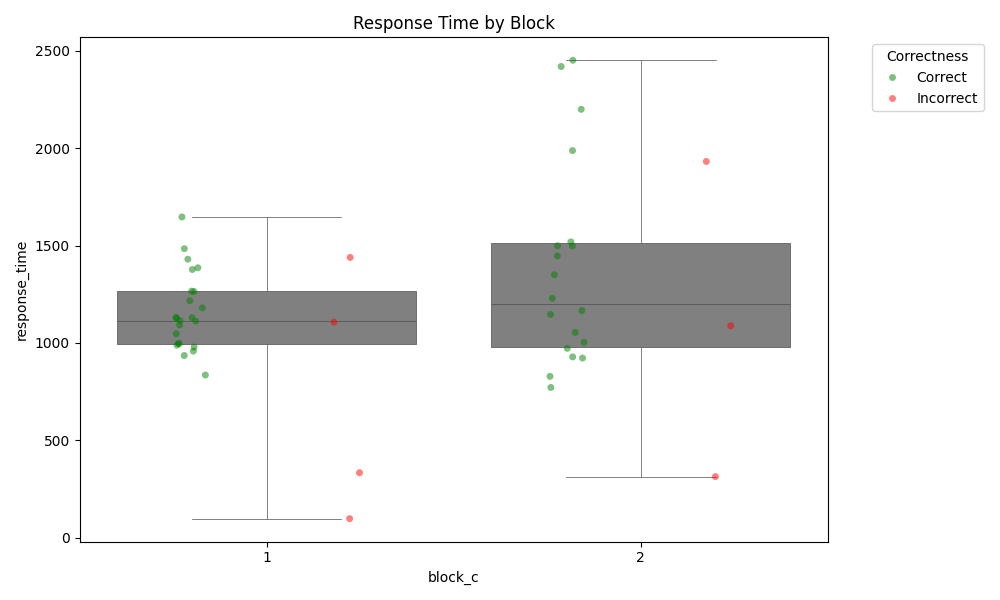 Response Time by Block
Correctness
Correct
Incorrect
response_time
2500
2000
1500
1000
500
0
1
2
block_c